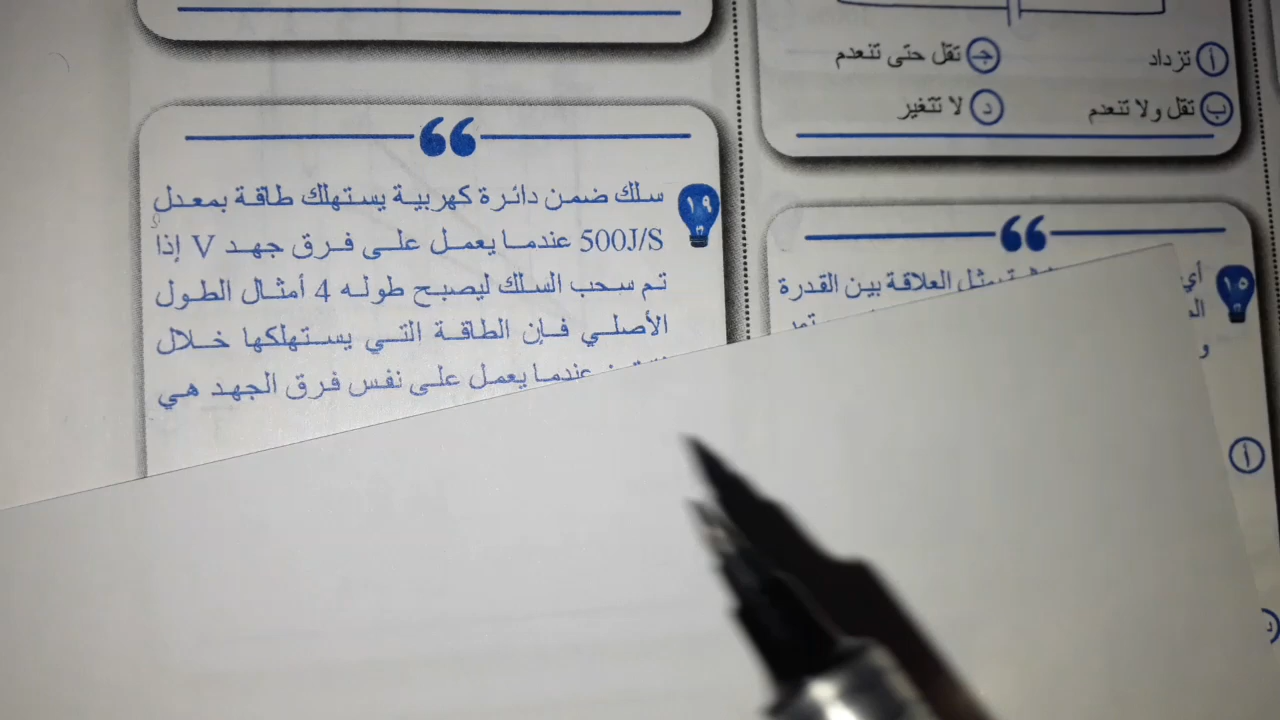 أ تزداد
جـ تقل حتى تنعدم
ب تقل ولا تنعدم
د لا تتغير
١٥
أي
تمثل العلاقة بين القدرة
و
أ
د
١٩
سلك ضمن دائرة كهربية يستهلك طاقة بمعدل
500J/S عندما يعمل على فرق جهد V إذا
تم سحب السلك ليصبح طوله 4 أمثال الطول
الأصلي فإن الطاقة التي يستهلكها خلال
عندما يعمل على نفس فرق الجهد هي